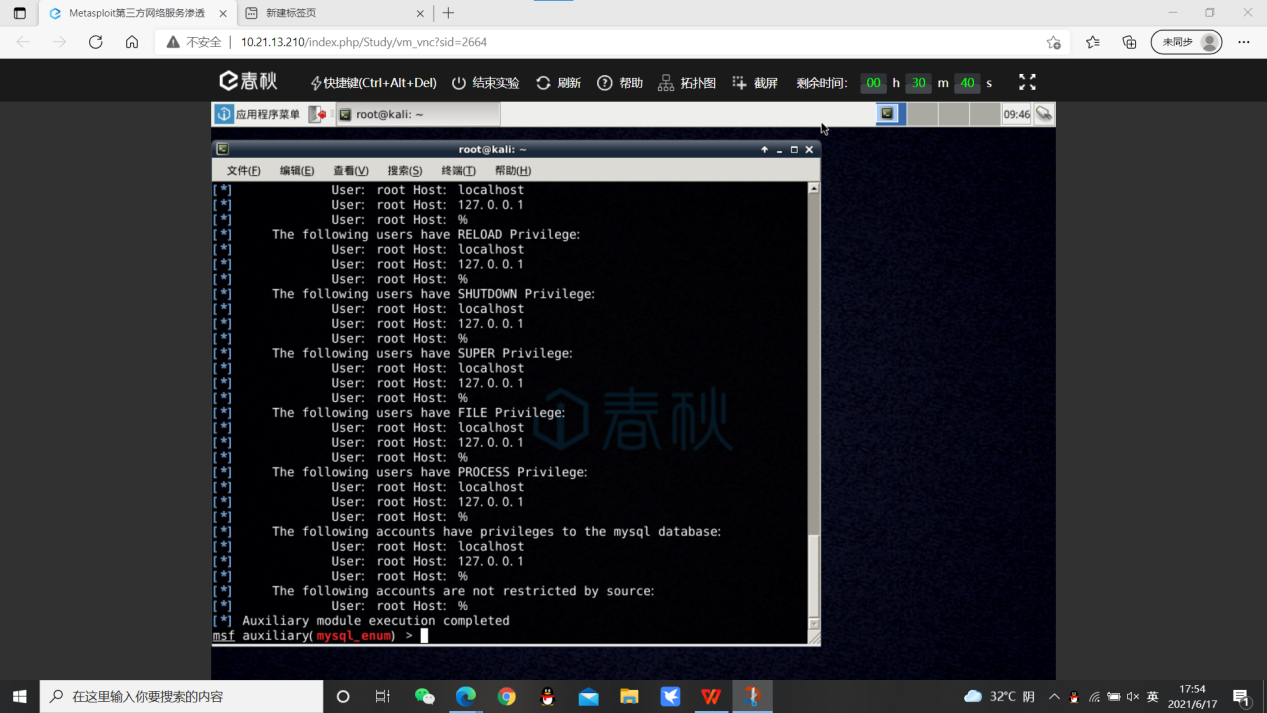 Metasploit第三方网络服务渗透
新建标签页
不安全 | 10.21.13.210/index.php/Study/vm_vnc?sid=2664
未同步
春秋 快捷键(Ctrl+Alt+Del) 结束实验 刷新 帮助 拓扑图 截屏 剩余时间: 00 h 30 m 40 s
应用程序菜单 root@kali: ~ 09:46
root@kali: ~
文件(F) 编辑(E) 查看(V) 搜索(S) 终端(T) 帮助(H)
[*] User: root Host: localhost
[*] User: root Host: 127.0.0.1
[*] User: root Host: %
[*] The following users have RELOAD Privilege:
[*] User: root Host: localhost
[*] User: root Host: 127.0.0.1
[*] User: root Host: %
[*] The following users have SHUTDOWN Privilege:
[*] User: root Host: localhost
[*] User: root Host: 127.0.0.1
[*] User: root Host: %
[*] The following users have SUPER Privilege:
[*] User: root Host: localhost
[*] User: root Host: 127.0.0.1
[*] User: root Host: %
[*] The following users have FILE Privilege:
[*] User: root Host: localhost
[*] User: root Host: 127.0.0.1
[*] User: root Host: %
[*] The following users have PROCESS Privilege:
[*] User: root Host: localhost
[*] User: root Host: 127.0.0.1
[*] User: root Host: %
[*] The following accounts have privileges to the mysql database:
[*] User: root Host: localhost
[*] User: root Host: 127.0.0.1
[*] User: root Host: %
[*] The following accounts are not restricted by source:
[*] User: root Host: %
[*] Auxiliary module execution completed
msf auxiliary(mysql_enum) >
春秋
在这里输入你要搜索的内容
32°C 阴
英
17:54
2021/6/17
1